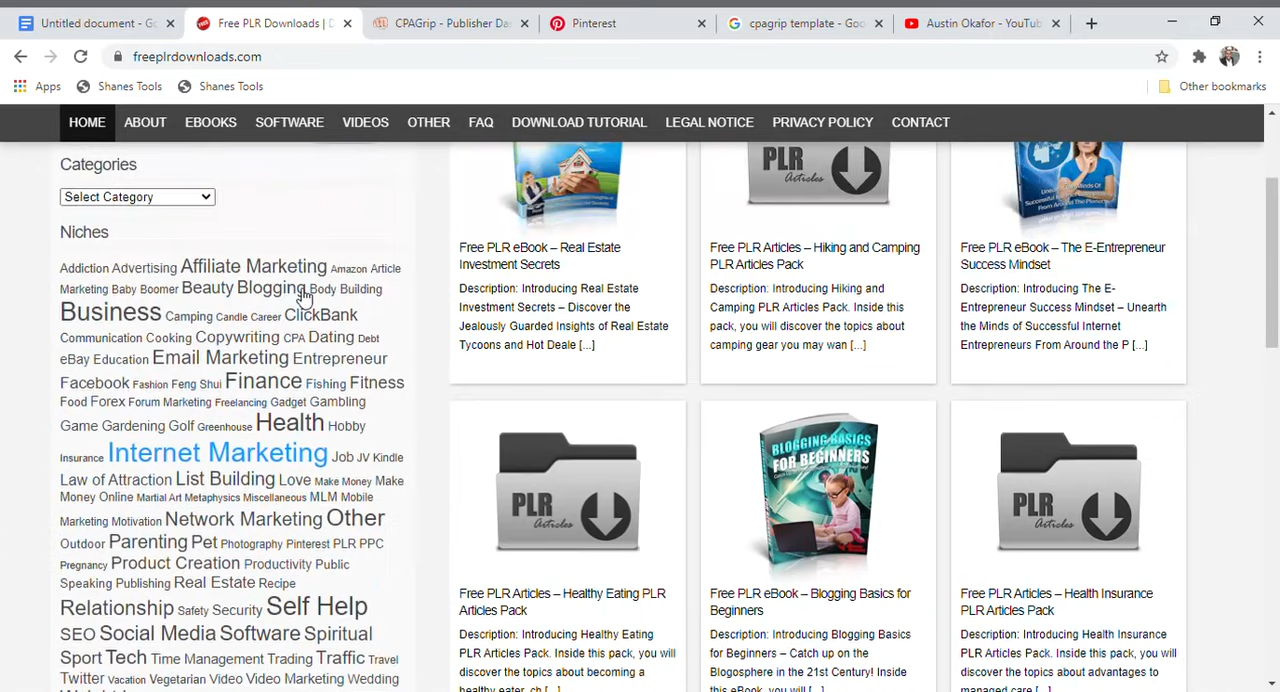 Untitled document - Go
Free PLR Downloads | D
CPAGrip - Publisher Da
Pinterest
cpagrip template - Goo
Austin Okafor - YouTu
freeplrdownloads.com
Apps
Shanes Tools
Shanes Tools
Other bookmarks
HOME ABOUT EBOOKS SOFTWARE VIDEOS OTHER FAQ DOWNLOAD TUTORIAL LEGAL NOTICE PRIVACY POLICY CONTACT
Categories
Select Category
Niches
Addiction Advertising Affiliate Marketing Amazon Article
Marketing Baby Boomer Beauty Blogging Body Building
Business Camping Candle Career ClickBank
Communication Cooking Copywriting CPA Dating Debt
eBay Education Email Marketing Entrepreneur
Facebook Fashion Feng Shui Finance Fishing Fitness
Food Forex Forum Marketing Freelancing Gadget Gambling
Game Gardening Golf Greenhouse Health Hobby
Insurance Internet Marketing Job JV Kindle
Law of Attraction List Building Love Make Money Make
Money Online Martial Art Metaphysics Miscellaneous MLM Mobile
Marketing Motivation Network Marketing Other
Outdoor Parenting Pet Photography Pinterest PLR PPC
Pregnancy Product Creation Productivity Public
Speaking Publishing Real Estate Recipe
Relationship Safety Security Self Help
SEO Social Media Software Spiritual
Sport Tech Time Management Trading Traffic Travel
Twitter Vacation Vegetarian Video Video Marketing Wedding
Free PLR eBook – Real Estate
Investment Secrets
Description: Introducing Real Estate
Investment Secrets – Discover the
Jealously Guarded Insights of Real Estate
Tycoons and Hot Deale [...]
PLR
Articles
Free PLR Articles – Hiking and Camping
PLR Articles Pack
Description: Introducing Hiking and
Camping PLR Articles Pack. Inside this
pack, you will discover the topics about
camping gear you may wan [...]
Free PLR eBook – The E-Entrepreneur
Success Mindset
Description: Introducing The E-
Entrepreneur Success Mindset – Unearth
the Minds of Successful Internet
Entrepreneurs From Around the P [...]
PLR
Articles
Free PLR Articles – Healthy Eating PLR
Articles Pack
Description: Introducing Healthy Eating
PLR Articles Pack. Inside this pack, you will
discover the topics about becoming a
healthy eater, ch [...]
BLOGGING BASICS
FOR BEGINNERS
Free PLR eBook – Blogging Basics for
Beginners
Description: Introducing Blogging Basics
for Beginners – Catch up on the
Blogosphere in the 21st Century! Inside
this eBook, you will [...]
PLR
Articles
Free PLR Articles – Health Insurance
PLR Articles Pack
Description: Introducing Health Insurance
PLR Articles Pack. Inside this pack, you will
discover the topics about advantages to
managed care [...]